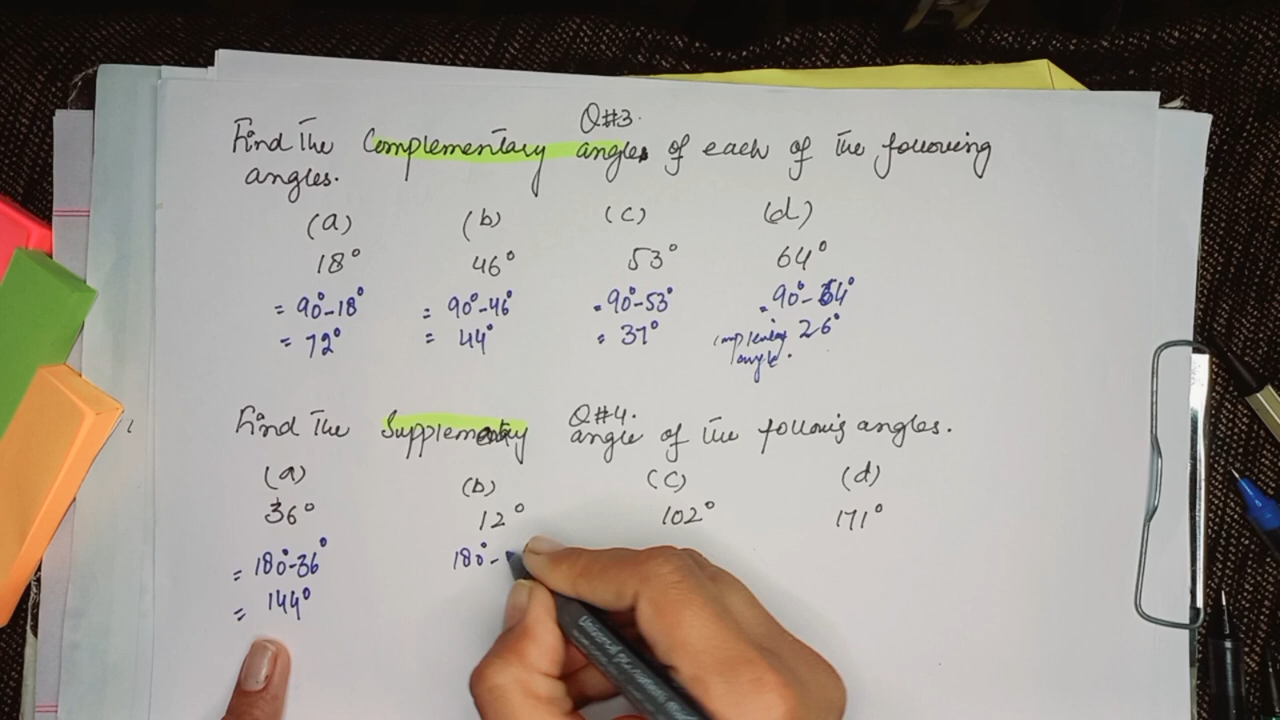 Q#3.
Find The Complementary angles of each of the following
angles.
(a) (b) (c) (d)
18° 46° 53° 64°
= 90°-18° = 90°-46° = 90°-53° = 90°-64°
= 72° = 44° = 37° 26°
angle.
Q#4.
Find The Supplementary angle of the following angles.
(a) (b) (c) (d)
36° 12° 102° 171°
= 180°-36° 180°-
= 144°